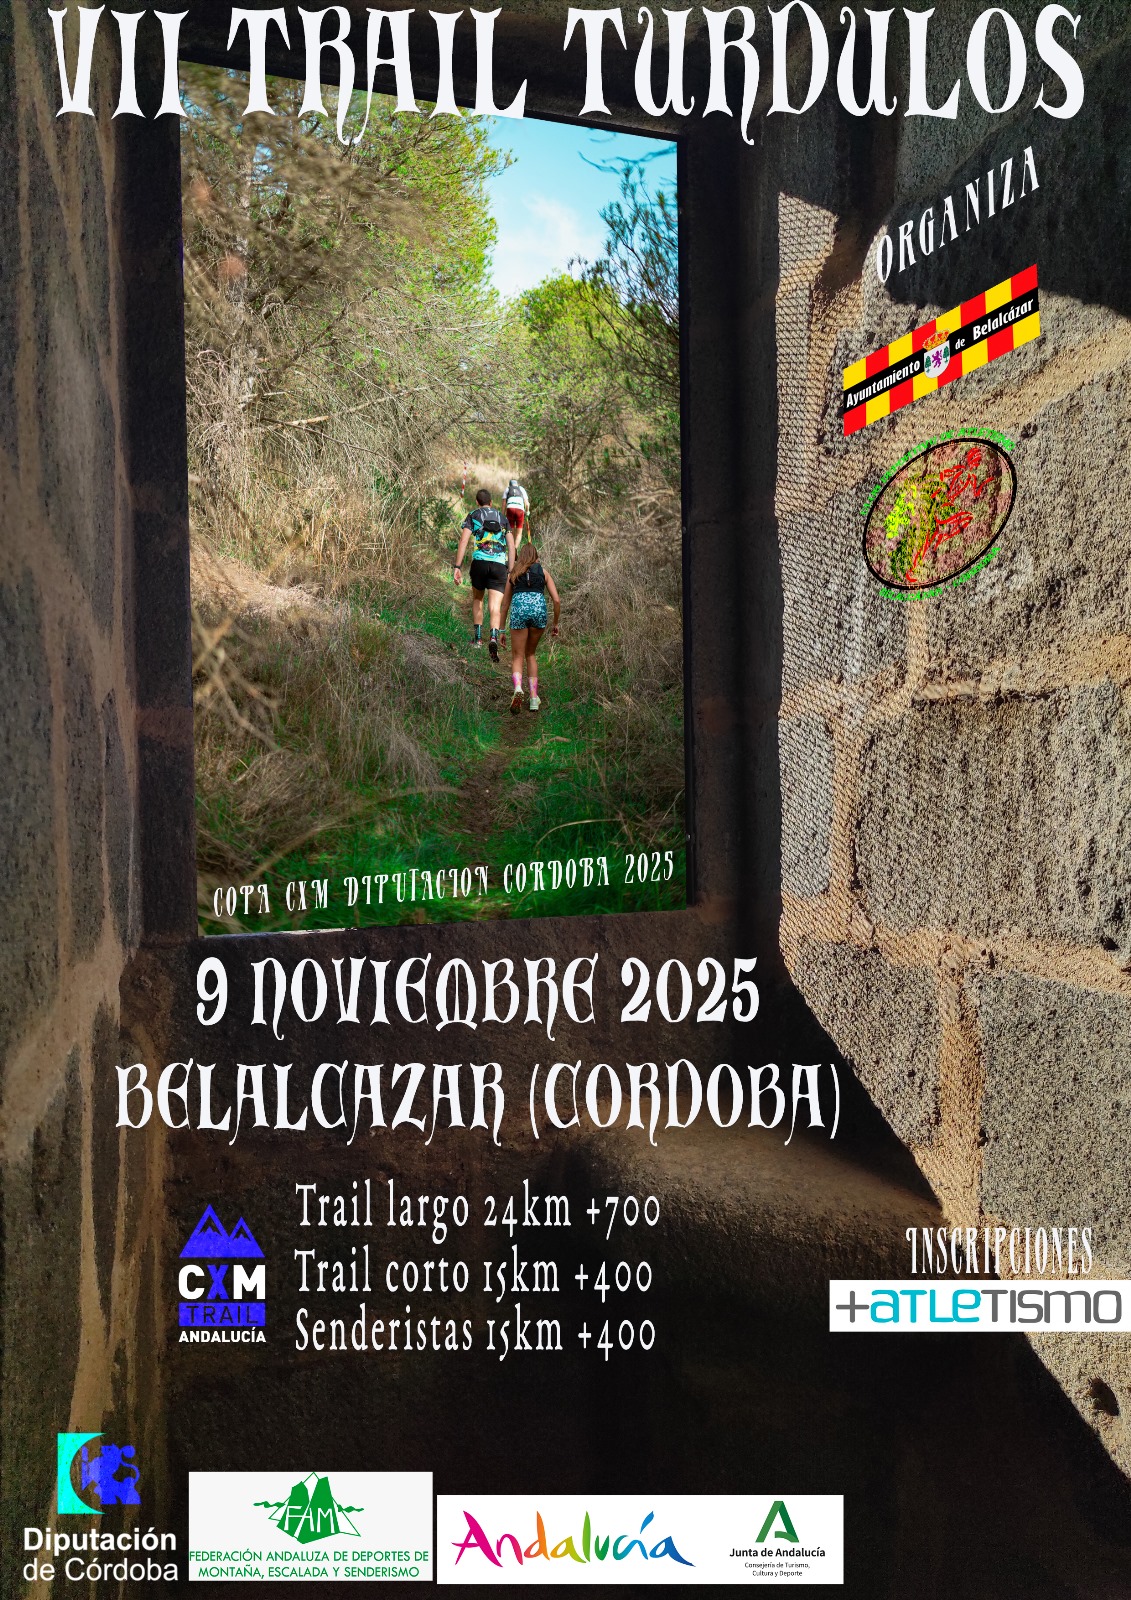 VII TRAIL TURDULOS
ORGANIZA
Ayuntamiento de Belalcázar
COPA CXM DIPUTACION CORDOBA 2025
9 NOVIEMBRE 2025
BELALCAZAR (CORDOBA)
Trail largo 24km +700
Trail corto 15km +400
Senderistas 15km +400
CXM
TRAIL
ANDALUCÍA
INSCRIPCIONES
+ATLETISMO
Diputación
de Córdoba
FAM
FEDERACIÓN ANDALUZA DE DEPORTES DE
MONTAÑA, ESCALADA Y SENDERISMO
Andalucía
Junta de Andalucía
Consejería de Turismo,
Cultura y Deporte